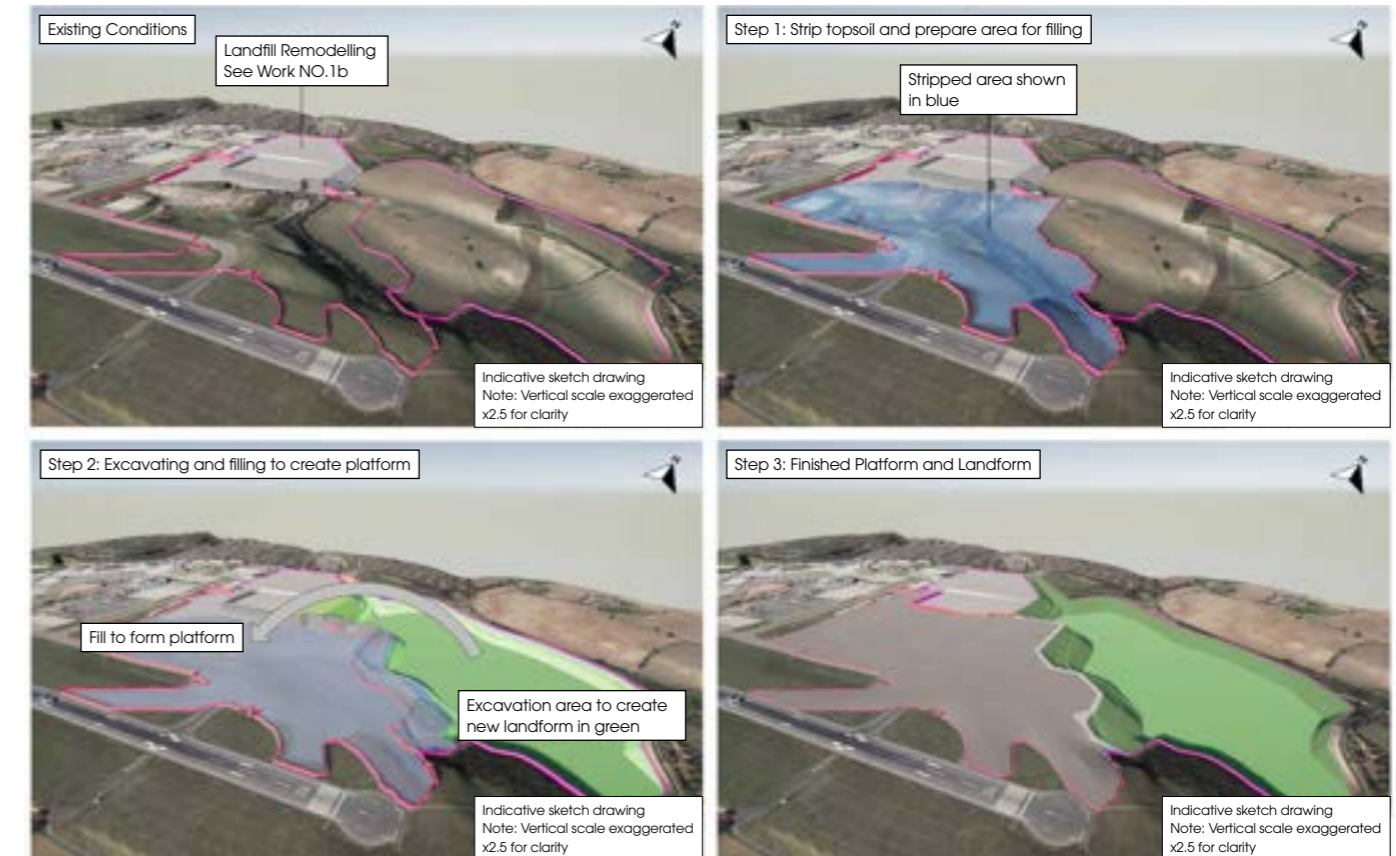 Existing Conditions
Landfill Remodelling
See Work NO.1b
Indicative sketch drawing
Note: Vertical scale exaggerated
x2.5 for clarity
Step 1: Strip topsoil and prepare area for filling
Stripped area shown
in blue
Indicative sketch drawing
Note: Vertical scale exaggerated
x2.5 for clarity
Step 2: Excavating and filling to create platform
Fill to form platform
Excavation area to create
new landform in green
Indicative sketch drawing
Note: Vertical scale exaggerated
x2.5 for clarity
Step 3: Finished Platform and Landform
Indicative sketch drawing
Note: Vertical scale exaggerated
x2.5 for clarity